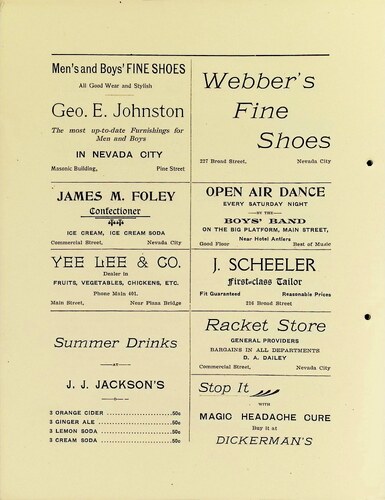 Men's and Boys' FINE SHOES
All Good Wear and Stylish
Geo. E. Johnston
The most up-to-date Furnishings for
Men and Boys
IN NEVADA CITY
Masonic Building, Pine Street
Webber's
Fine
Shoes
227 Broad Street, Nevada City
JAMES M. FOLEY
Confectioner
ICE CREAM, ICE CREAM SODA
Commercial Street, Nevada City
OPEN AIR DANCE
EVERY SATURDAY NIGHT
—BY THE—
BOYS' BAND
ON THE BIG PLATFORM, MAIN STREET,
Near Hotel Antlers
Good Floor Best of Music
YEE LEE & CO.
Dealer in
FRUITS, VEGETABLES, CHICKENS, ETC.
Phone Main 401.
Main Street, Near Plaza Bridge
J. SCHEELER
First-class Tailor
Fit Guaranteed Reasonable Prices
216 Broad Street
Summer Drinks
—AT—
J. J. JACKSON'S
3 ORANGE CIDER ........................50c
3 GINGER ALE ........................50c
3 LEMON SODA ........................50c
3 CREAM SODA ........................50c
Racket Store
GENERAL PROVIDERS
BARGAINS IN ALL DEPARTMENTS
D. A. DAILEY
Commercial Street, Nevada City
Stop It
with
MAGIC HEADACHE CURE
Buy it at
DICKERMAN'S